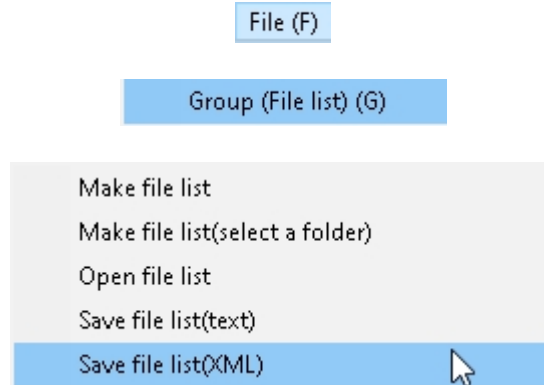 File (F)
Group (File list) (G)
Make file list
Make file list(select a folder)
Open file list
Save file list(text)
Save file list(XML)